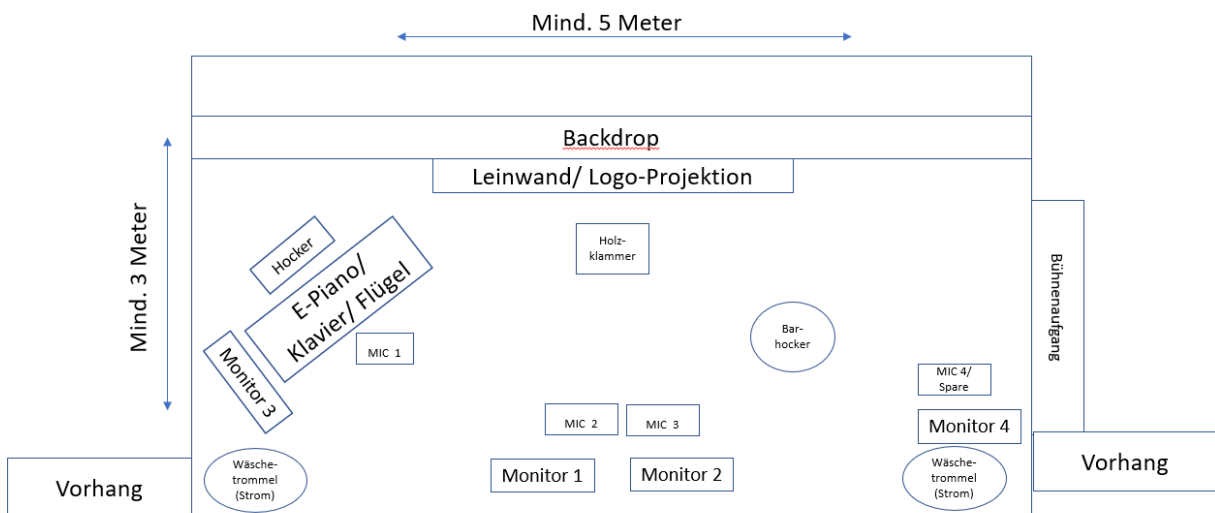 Mind. 5 Meter
Backdrop
Leinwand/ Logo-Projektion
Mind. 3 Meter
Hocker
E-Piano/
Klavier/ Flügel
Holz-
klammer
Bühnenaufgang
Bar-
hocker
MIC 1
Monitor 3
MIC 4/
Spare
MIC 2
MIC 3
Monitor 4
Vorhang
Wäsche-
trommel
(Strom)
Monitor 1
Monitor 2
Wäsche-
trommel
(Strom)
Vorhang